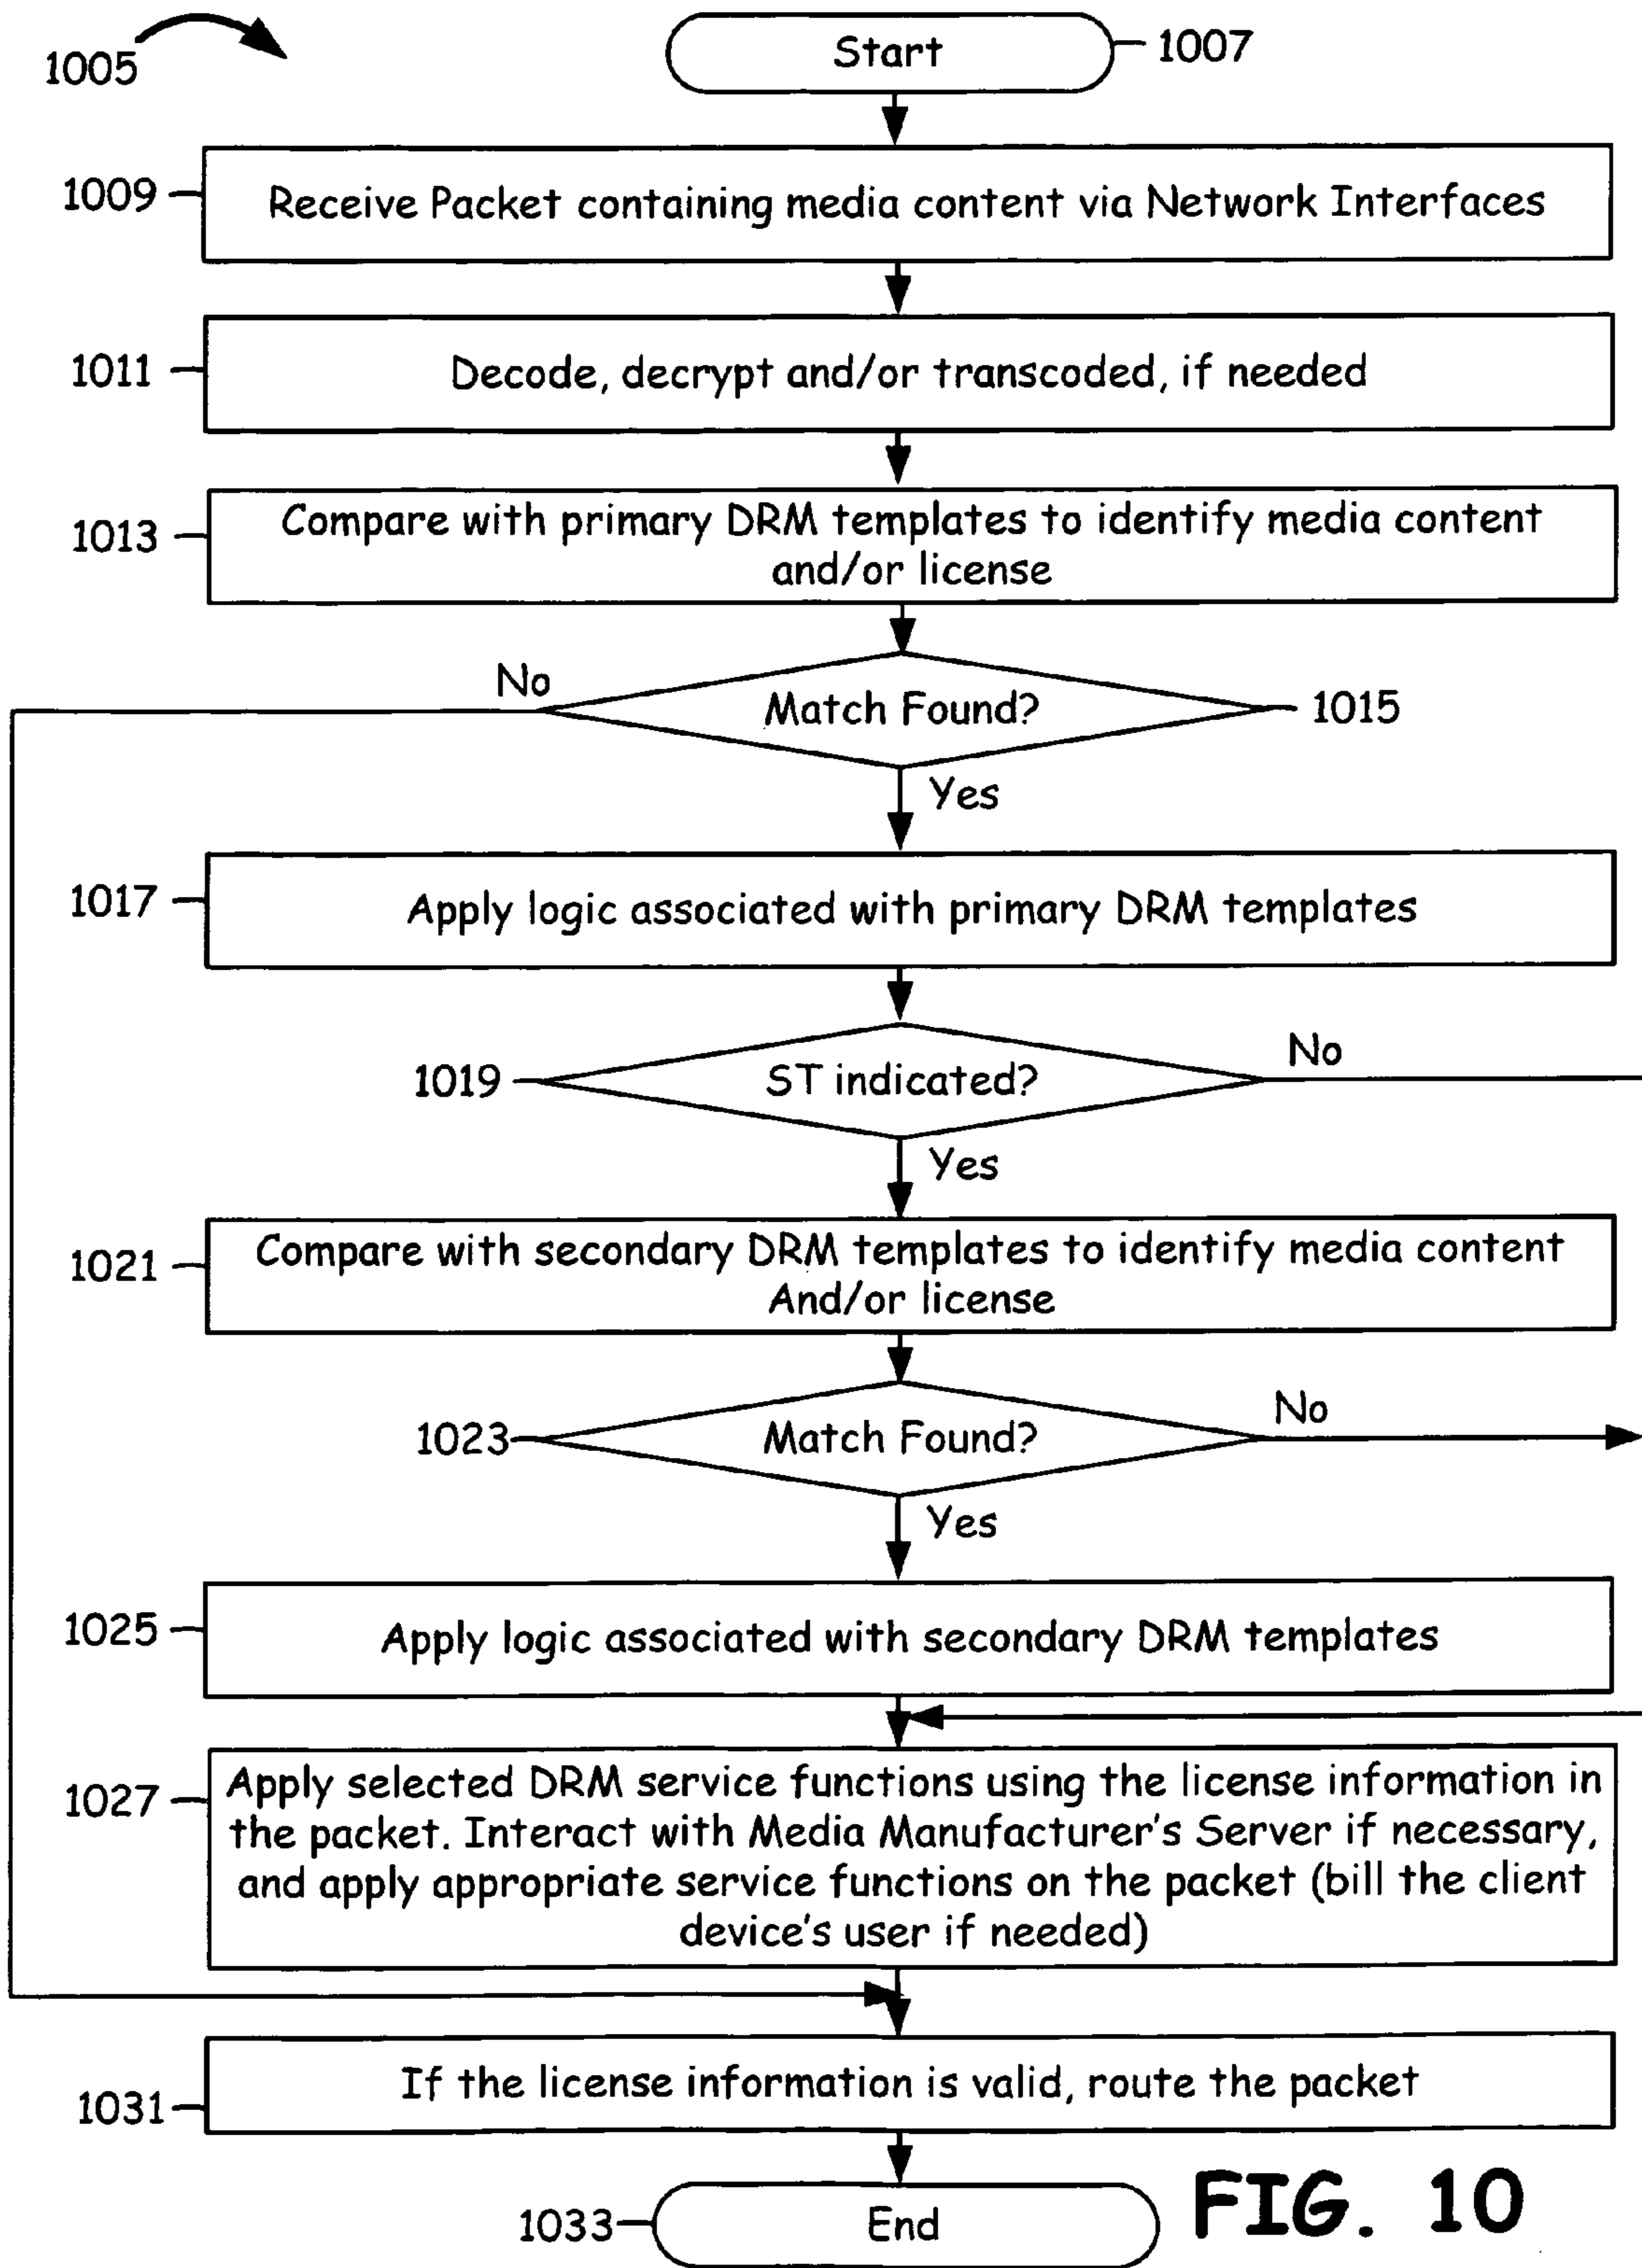 1005
Start
1007
1009
Receive Packet containing media content via Network Interfaces
1011
Decode, decrypt and/or transcoded, if needed
1013
Compare with primary DRM templates to identify media content
and/or license
No
Match Found?
1015
Yes
1017
Apply logic associated with primary DRM templates
1019
ST indicated?
No
Yes
1021
Compare with secondary DRM templates to identify media content
And/or license
1023
Match Found?
No
Yes
1025
Apply logic associated with secondary DRM templates
1027
Apply selected DRM service functions using the license information in
the packet. Interact with Media Manufacturer's Server if necessary,
and apply appropriate service functions on the packet (bill the client
device's user if needed)
1031
If the license information is valid, route the packet
1033
End
FIG. 10